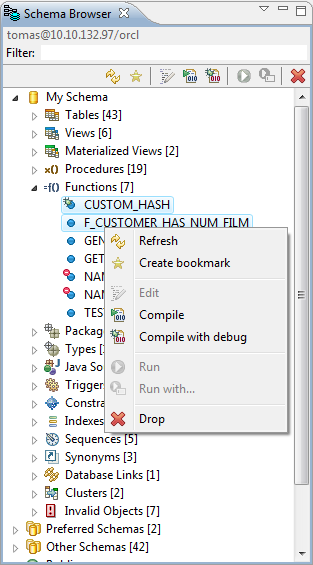 Schema Browser
tomas@10.10.132.97/orcl
Filter:
My Schema
Tables [43]
Views [6]
Materialized Views [2]
Procedures [19]
Functions [7]
CUSTOM_HASH
F_CUSTOMER_HAS_NUM_FILM
GEN
GET
NAM
NAM
TES
Packag
Types [
Java So
Trigger
Constra
Indexes
Sequences [5]
Synonyms [3]
Database Links [1]
Clusters [2]
Invalid Objects [7]
Preferred Schemas [2]
Other Schemas [42]
Refresh
Create bookmark
Edit
Compile
Compile with debug
Run
Run with...
Drop